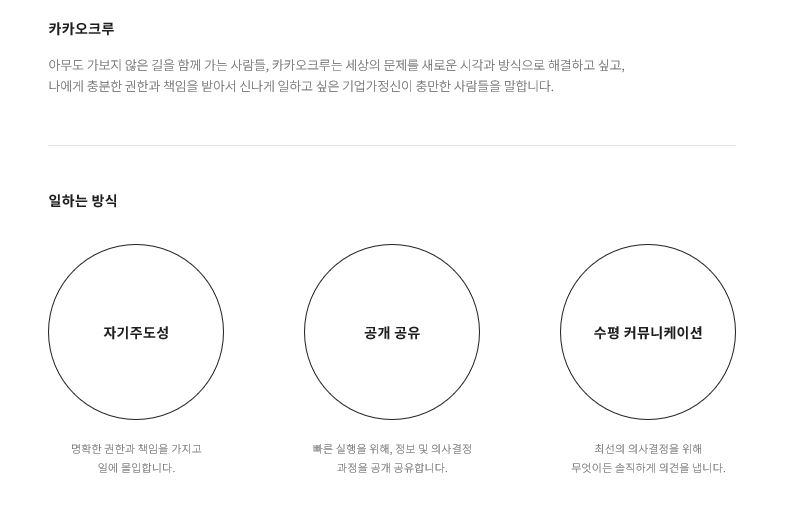 카카오크루
아무도 가보지 않은 길을 함께 가는 사람들, 카카오크루는 세상의 문제를 새로운 시각과 방식으로 해결하고 싶고,
나에게 충분한 권한과 책임을 받아서 신나게 일하고 싶은 기업가정신이 충만한 사람들을 말합니다.
일하는 방식
자기주도성
공개 공유
수평 커뮤니케이션
명확한 권한과 책임을 가지고
일에 몰입합니다.
빠른 실행을 위해, 정보 및 의사결정
과정을 공개 공유합니다.
최선의 의사결정을 위해
무엇이든 솔직하게 의견을 냅니다.